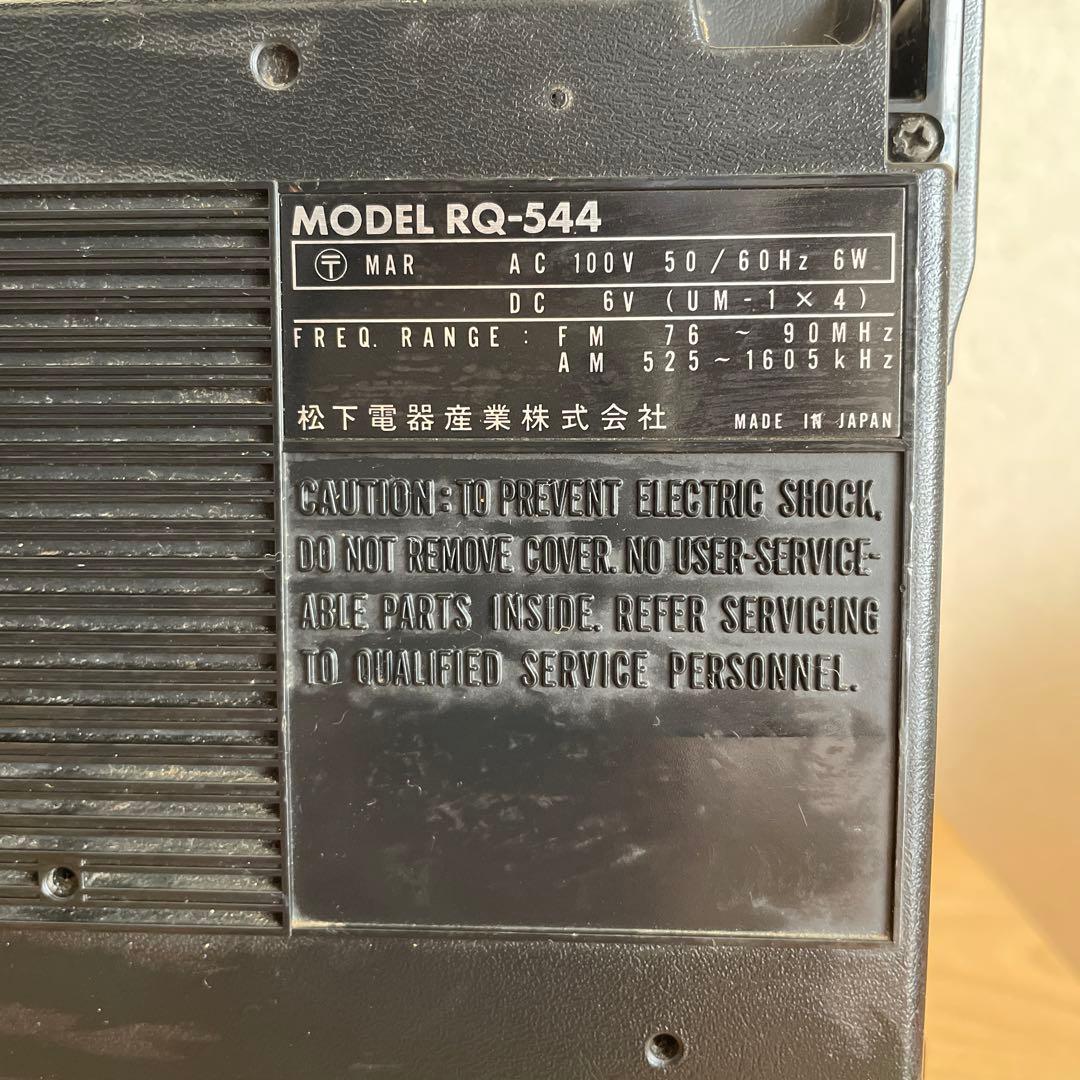 MODEL RQ-544
〒 MAR AC 100V 50/60Hz 6W
DC 6V (UM-1×4)
FREQ. RANGE: FM 76~90MHz
AM 525~1605kHz
松下電器産業株式会社 MADE IN JAPAN
CAUTION: TO PREVENT ELECTRIC SHOCK,
DO NOT REMOVE COVER. NO USER-SERVICE-
ABLE PARTS INSIDE. REFER SERVICING
TO QUALIFIED SERVICE PERSONNEL.